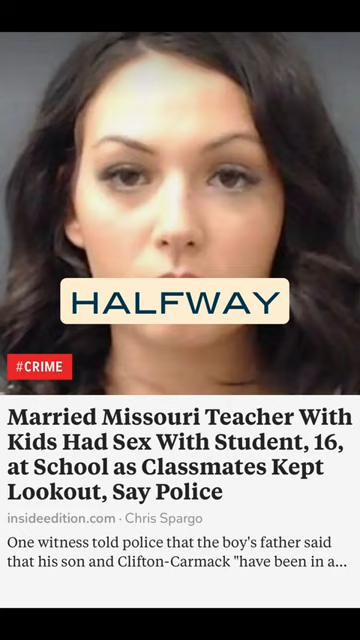 HALFWAY
#CRIME
Married Missouri Teacher With
Kids Had Sex With Student, 16,
at School as Classmates Kept
Lookout, Say Police
insideedition.com · Chris Spargo
One witness told police that the boy's father said
that his son and Clifton-Carmack "have been in a...